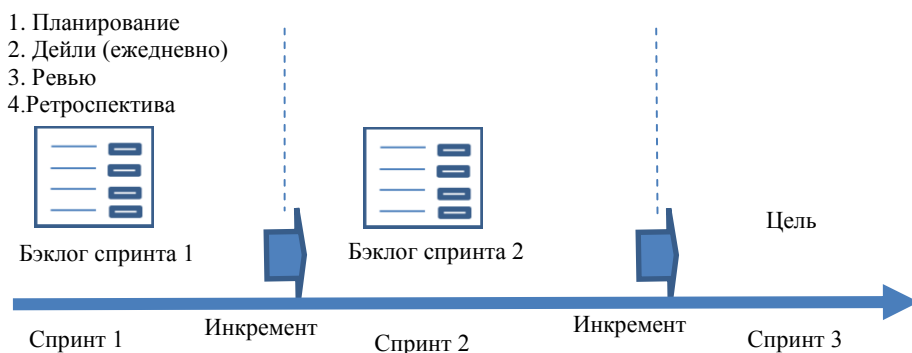 1. Планирование
2. Дейли (ежедневно)
3. Ревью
4.Ретроспектива
Бэклог спринта 1
Бэклог спринта 2
Цель
Спринт 1
Инкремент
Спринт 2
Инкремент
Спринт 3